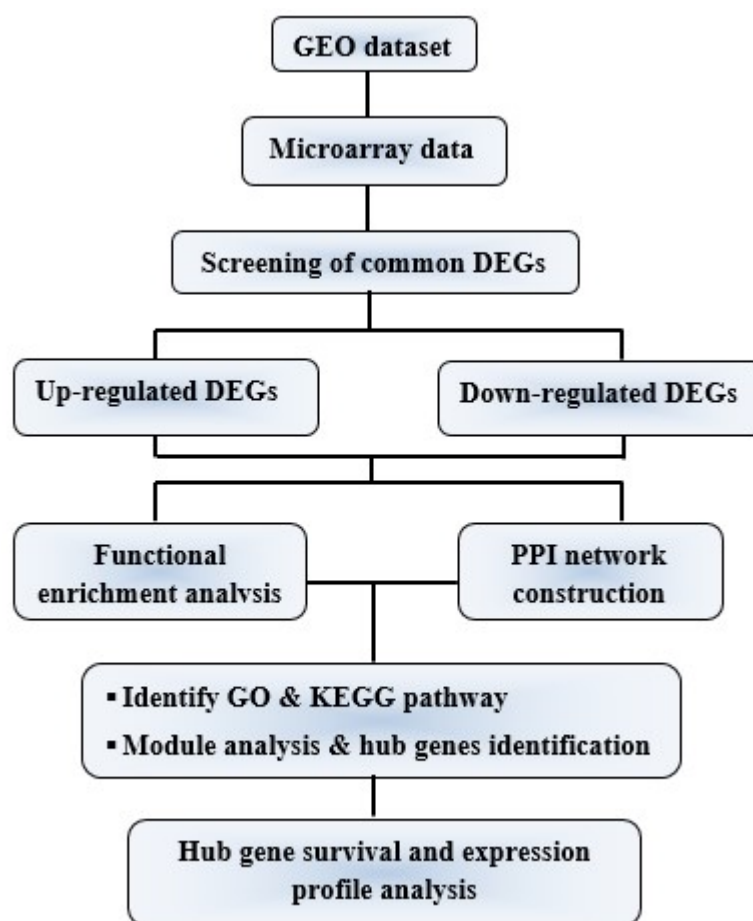 GEO dataset
Microarray data
Screening of common DEGs
Up-regulated DEGs
Down-regulated DEGs
Functional
enrichment analysis
PPI network
construction
▪ Identify GO & KEGG pathway
▪ Module analysis & hub genes identification
Hub gene survival and expression
profile analysis